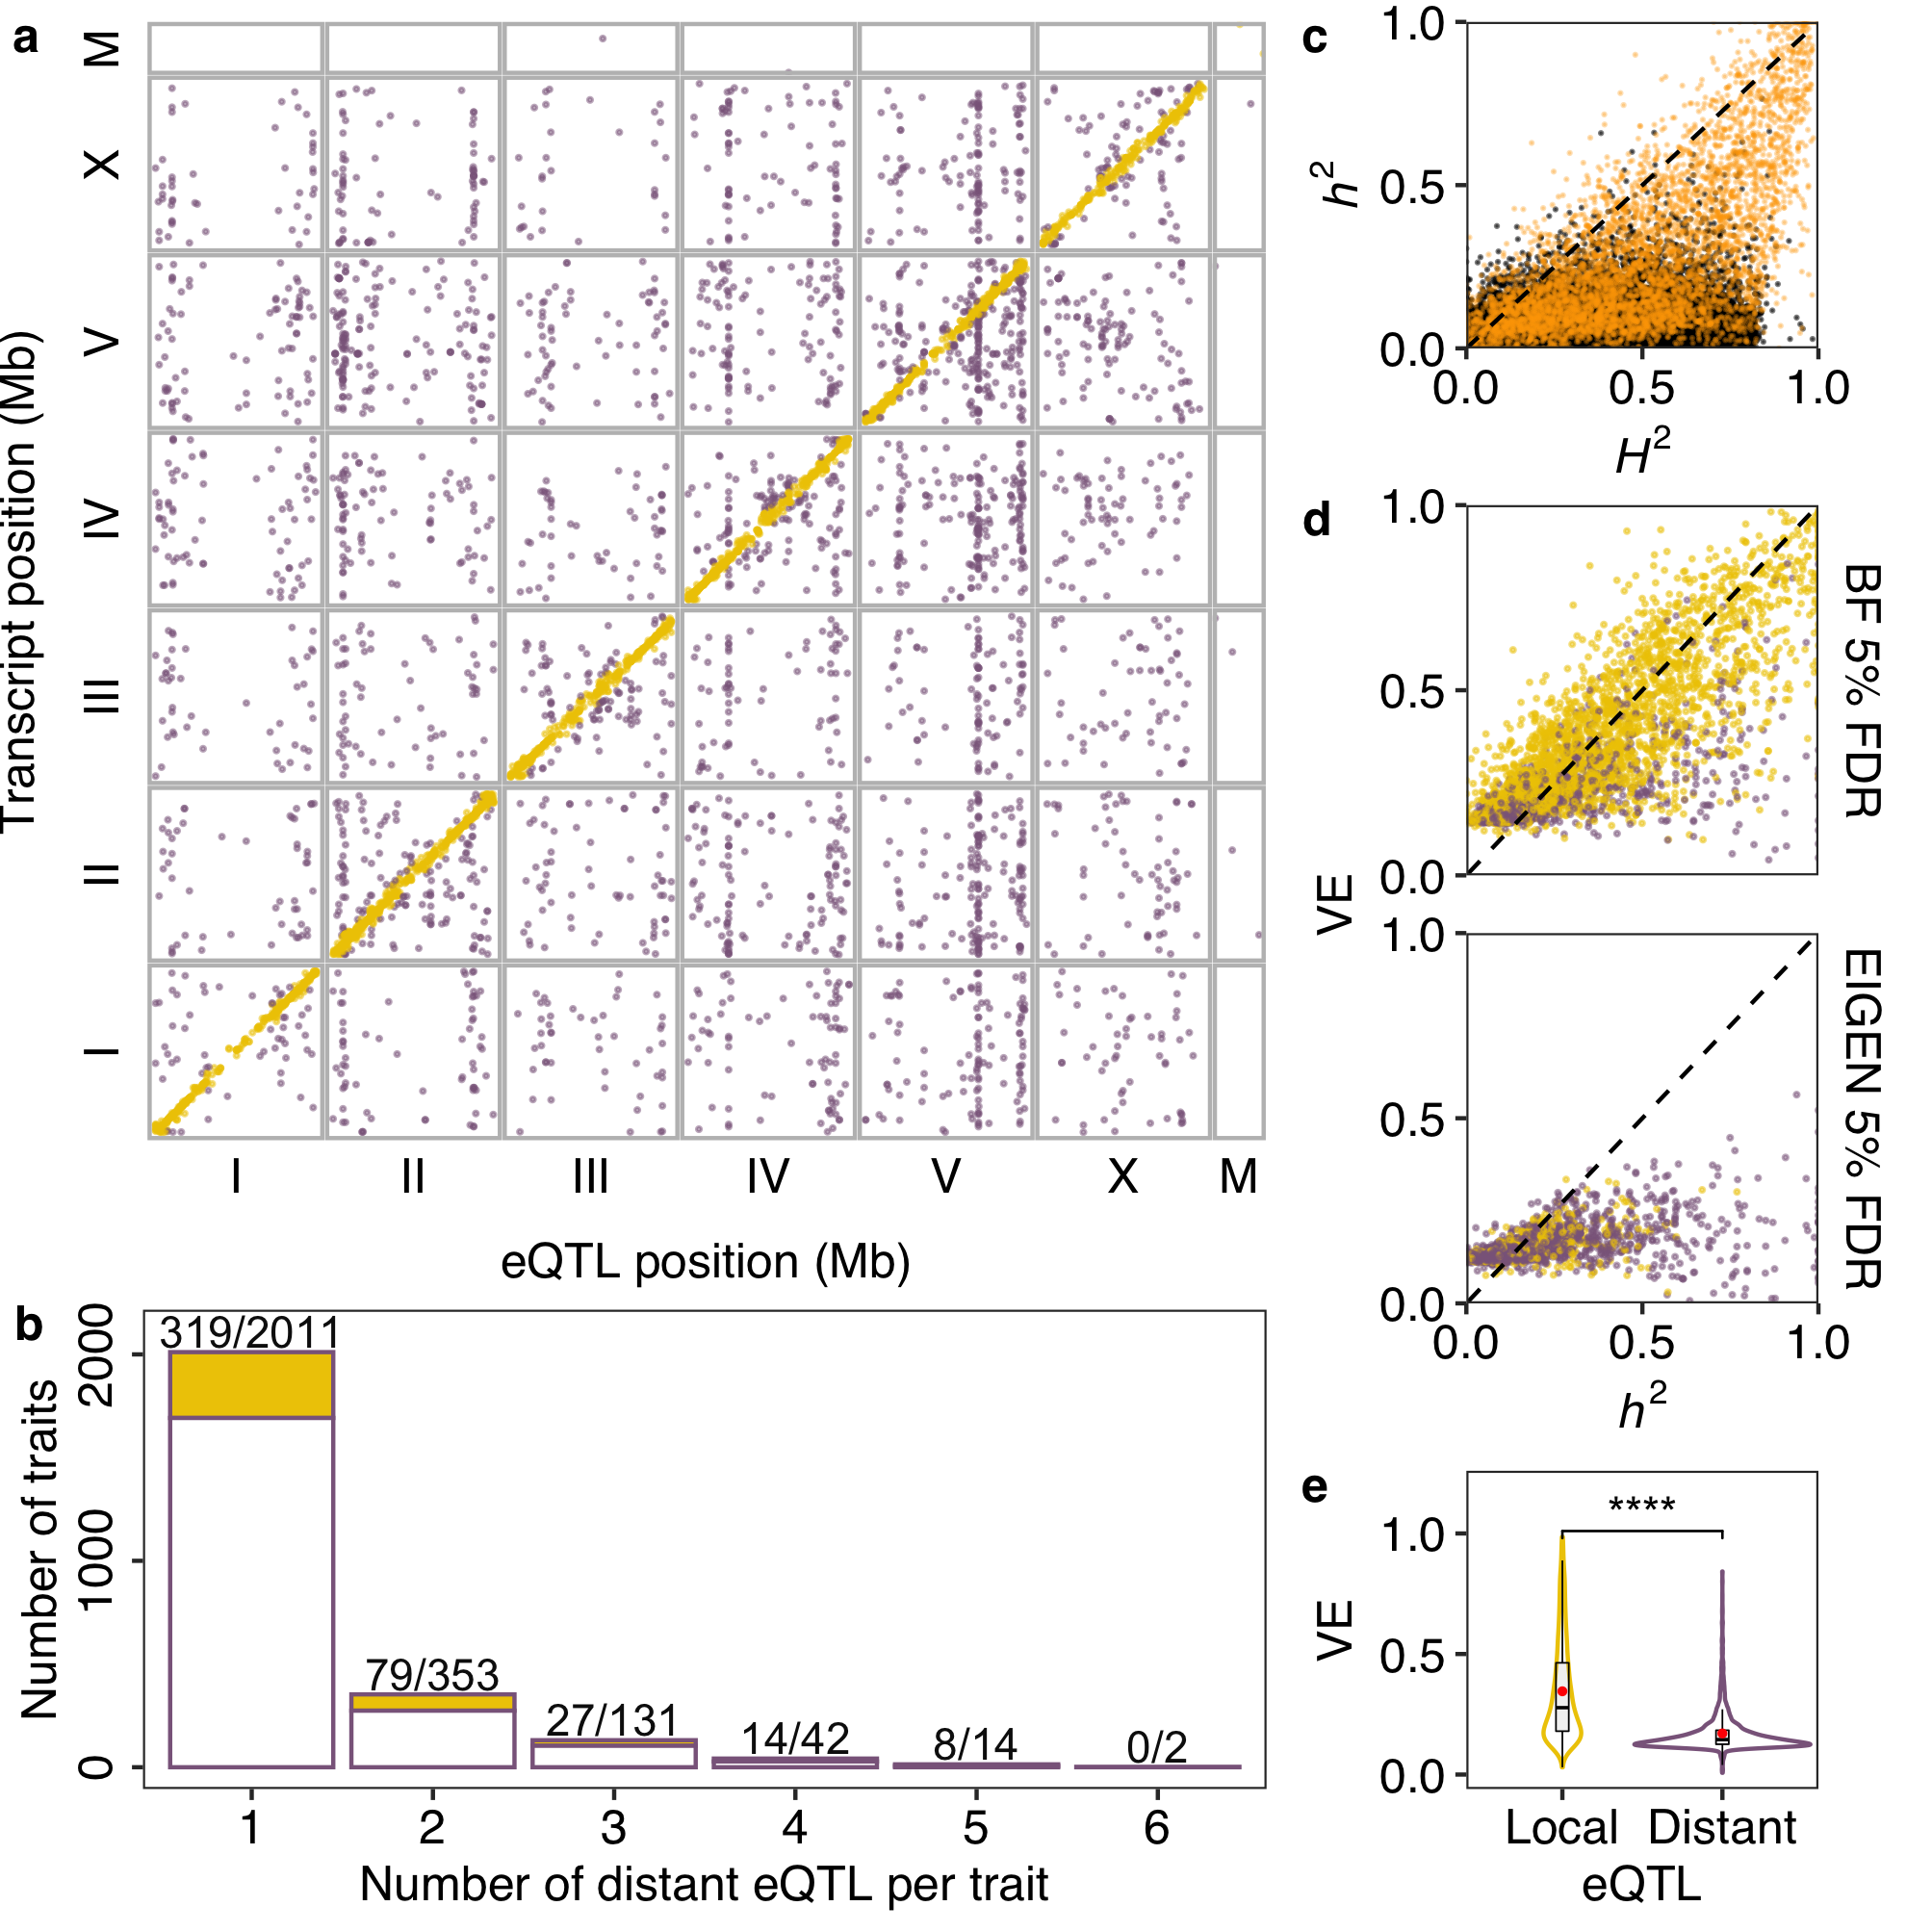 a
M
X
V
IV
III
II
I
Transcript position (Mb)
I II III IV V X M
eQTL position (Mb)
b
2000
1000
0
Number of traits
319/2011
79/353
27/131
14/42
8/14
0/2
1 2 3 4 5 6
Number of distant eQTL per trait
c
1.0
0.5
0.0
h²
0.0 0.5 1.0
H²
d
1.0
0.5
0.0
BF 5% FDR
VE
1.0
0.5
0.0
EIGEN 5% FDR
0.0 0.5 1.0
h²
e
****
1.0
0.5
0.0
VE
Local Distant
eQTL